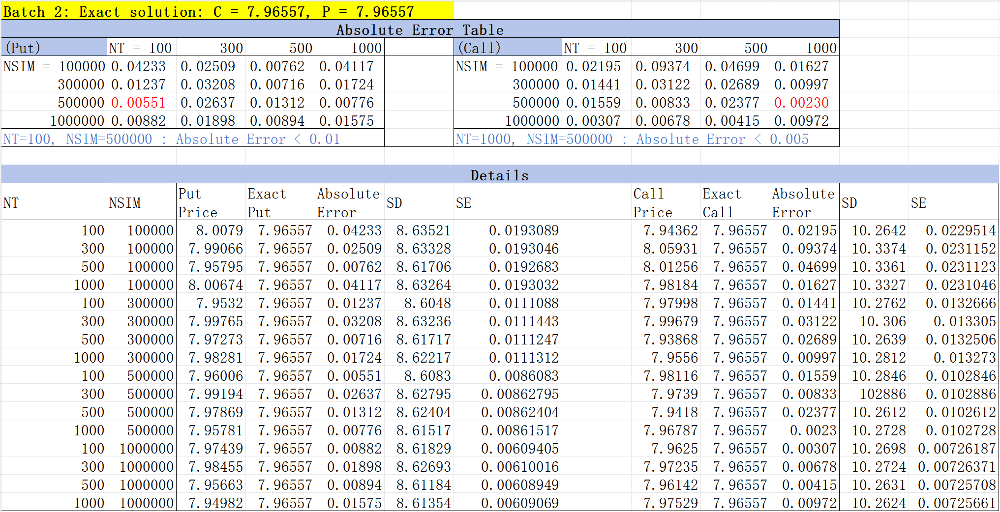 Batch 2: Exact solution: C = 7.96557, P = 7.96557
Absolute Error Table
(Put) NT = 100 300 500 1000 (Call) NT = 100 300 500 1000
NSIM = 100000 0.04233 0.02509 0.00762 0.04117 NSIM = 100000 0.02195 0.09374 0.04699 0.01627
300000 0.01237 0.03208 0.00716 0.01724 300000 0.01441 0.03122 0.02689 0.00997
500000 0.00551 0.02637 0.01312 0.00776 500000 0.01559 0.00833 0.02377 0.00230
1000000 0.00882 0.01898 0.00894 0.01575 1000000 0.00307 0.00678 0.00415 0.00972
NT=100, NSIM=500000 : Absolute Error < 0.01 NT=1000, NSIM=500000 : Absolute Error < 0.005
Details
NT NSIM Put Price Exact Put Absolute Error SD SE Call Price Exact Call Absolute Error SD SE
100 100000 8.0079 7.96557 0.04233 8.63521 0.0193089 7.94362 7.96557 0.02195 10.2642 0.0229514
300 100000 7.99066 7.96557 0.02509 8.63328 0.0193046 8.05931 7.96557 0.09374 10.3374 0.0231152
500 100000 7.95795 7.96557 0.00762 8.61706 0.0192683 8.01256 7.96557 0.04699 10.3361 0.0231123
1000 100000 8.00674 7.96557 0.04117 8.63264 0.0193032 7.98184 7.96557 0.01627 10.3327 0.0231046
100 300000 7.9532 7.96557 0.01237 8.6048 0.0111088 7.97998 7.96557 0.01441 10.2762 0.0132666
300 300000 7.99765 7.96557 0.03208 8.63236 0.0111443 7.99679 7.96557 0.03122 10.306 0.013305
500 300000 7.97273 7.96557 0.00716 8.61717 0.0111247 7.93868 7.96557 0.02689 10.2639 0.0132506
1000 300000 7.98281 7.96557 0.01724 8.62217 0.0111312 7.9556 7.96557 0.00997 10.2812 0.013273
100 500000 7.96006 7.96557 0.00551 8.6083 0.0086083 7.98116 7.96557 0.01559 10.2846 0.0102846
300 500000 7.99194 7.96557 0.02637 8.62795 0.00862795 7.9739 7.96557 0.00833 102886 0.0102886
500 500000 7.97869 7.96557 0.01312 8.62404 0.00862404 7.9418 7.96557 0.02377 10.2612 0.0102612
1000 500000 7.95781 7.96557 0.00776 8.61517 0.00861517 7.96787 7.96557 0.0023 10.2728 0.0102728
100 1000000 7.97439 7.96557 0.00882 8.61829 0.00609405 7.9625 7.96557 0.00307 10.2698 0.00726187
300 1000000 7.98455 7.96557 0.01898 8.62693 0.00610016 7.97235 7.96557 0.00678 10.2724 0.00726371
500 1000000 7.95663 7.96557 0.00894 8.61184 0.00608949 7.96142 7.96557 0.00415 10.2631 0.00725708
1000 1000000 7.94982 7.96557 0.01575 8.61354 0.00609069 7.97529 7.96557 0.00972 10.2624 0.00725661